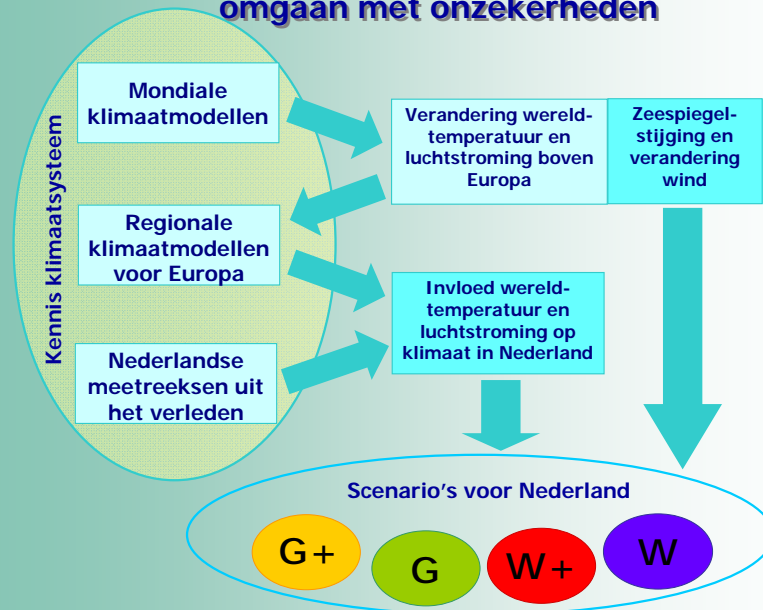 omgaan met onzekerheden
Kennis klimaatsysteem
Mondiale
klimaatmodellen
Verandering wereld-
temperatuur en
luchtstroming boven
Europa
Zeespiegel-
stijging en
verandering
wind
Regionale
klimaatmodellen
voor Europa
Invloed wereld-
temperatuur en
luchtstroming op
klimaat in Nederland
Nederlandse
meetreeksen uit
het verleden
Scenario's voor Nederland
G+
G
W+
W